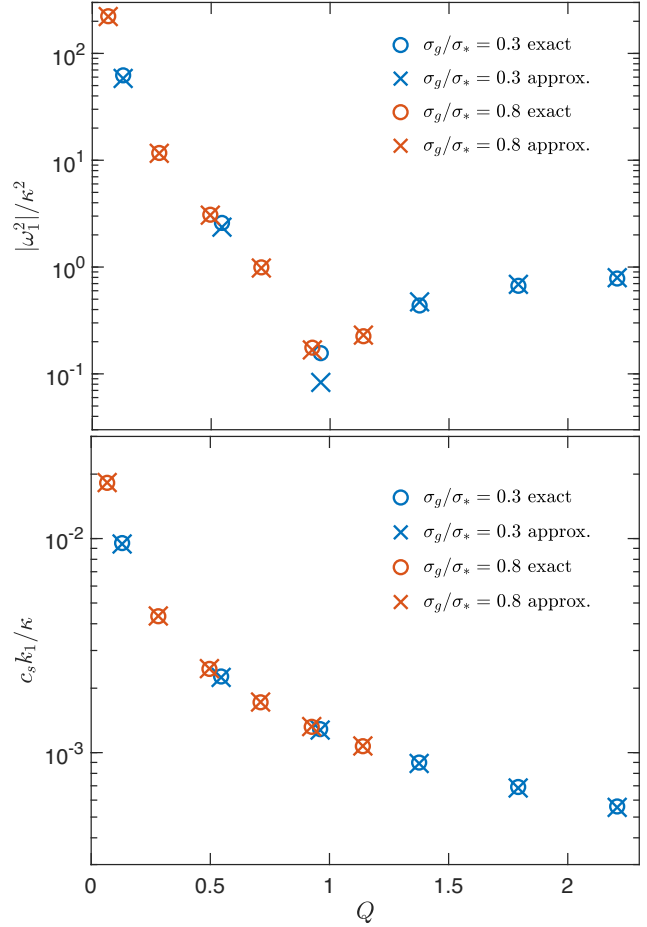 10²
10¹
10⁰
10⁻¹
|ω₁²|/κ²
σ_g/σ_* = 0.3 exact
σ_g/σ_* = 0.3 approx.
σ_g/σ_* = 0.8 exact
σ_g/σ_* = 0.8 approx.
10⁻²
10⁻³
c_s k₁/κ
σ_g/σ_* = 0.3 exact
σ_g/σ_* = 0.3 approx.
σ_g/σ_* = 0.8 exact
σ_g/σ_* = 0.8 approx.
0 0.5 1 1.5 2
Q